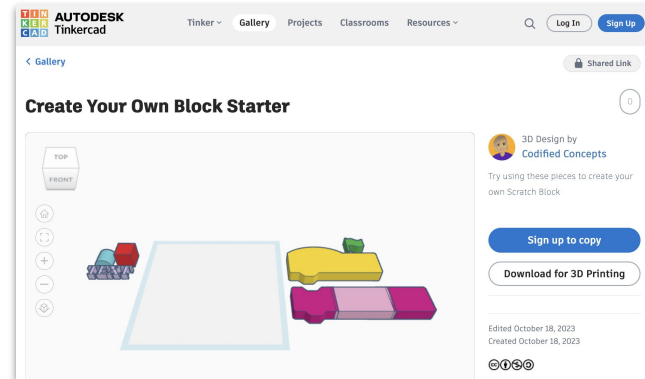 TIN
KER
CAD
AUTODESK
Tinkercad
Tinker
Gallery
Projects
Classrooms
Resources
Log In
Sign Up
Gallery
Shared Link
Create Your Own Block Starter
0
TOP
FRONT
3D Design by
Codified Concepts
Try using these pieces to create your
own Scratch Block
Sign up to copy
Download for 3D Printing
Edited October 18, 2023
Created October 18, 2023